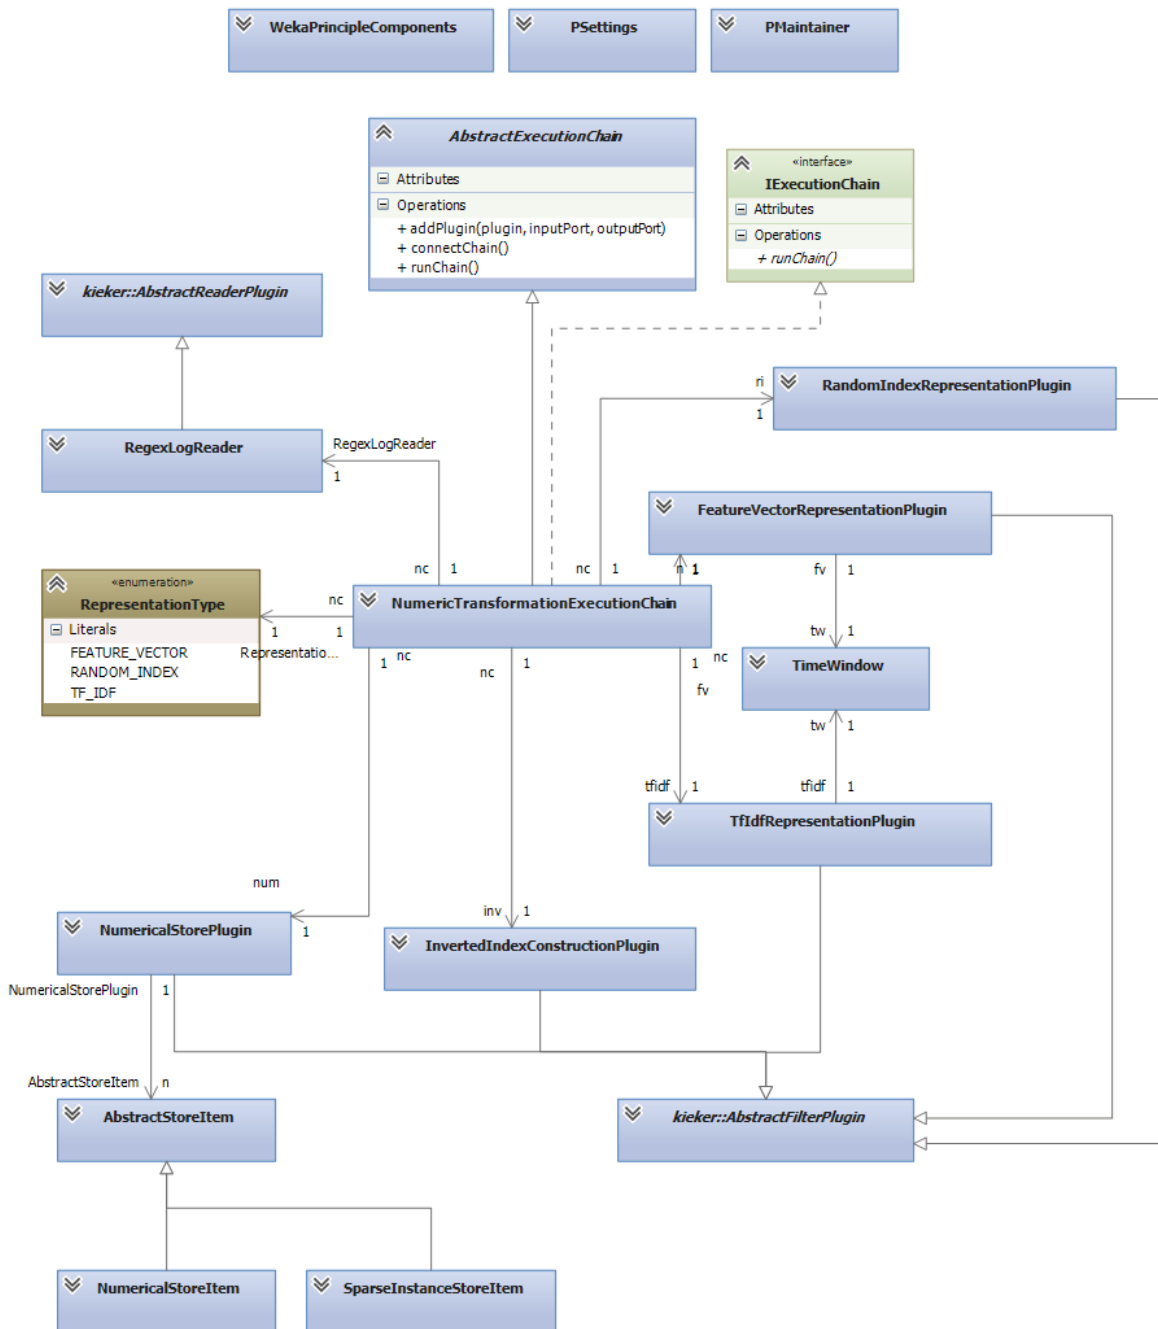 WekaPrincipleComponents
PSettings
PMaintainer
AbstractExecutionChain
Attributes
Operations
+ addPlugin(plugin, inputPort, outputPort)
+ connectChain()
+ runChain()
«interface»
IExecutionChain
Attributes
Operations
+ runChain()
kieker::AbstractReaderPlugin
RegexLogReader
RegexLogReader
1
ri
1
RandomIndexRepresentationPlugin
FeatureVectorRepresentationPlugin
nc 1
nc 1
n 1
1
fv 1
«enumeration»
RepresentationType
Literals
FEATURE_VECTOR
RANDOM_INDEX
TF_IDF
nc
1
1
Representatio...
NumericTransformationExecutionChain
1 nc
nc 1
1 nc
fv
tw 1
TimeWindow
tw 1
tfidf 1
tfidf 1
TfIdfRepresentationPlugin
num
1
inv 1
NumericalStorePlugin
InvertedIndexConstructionPlugin
NumericalStorePlugin 1
AbstractStoreItem n
AbstractStoreItem
kieker::AbstractFilterPlugin
NumericalStoreItem
SparseInstanceStoreItem